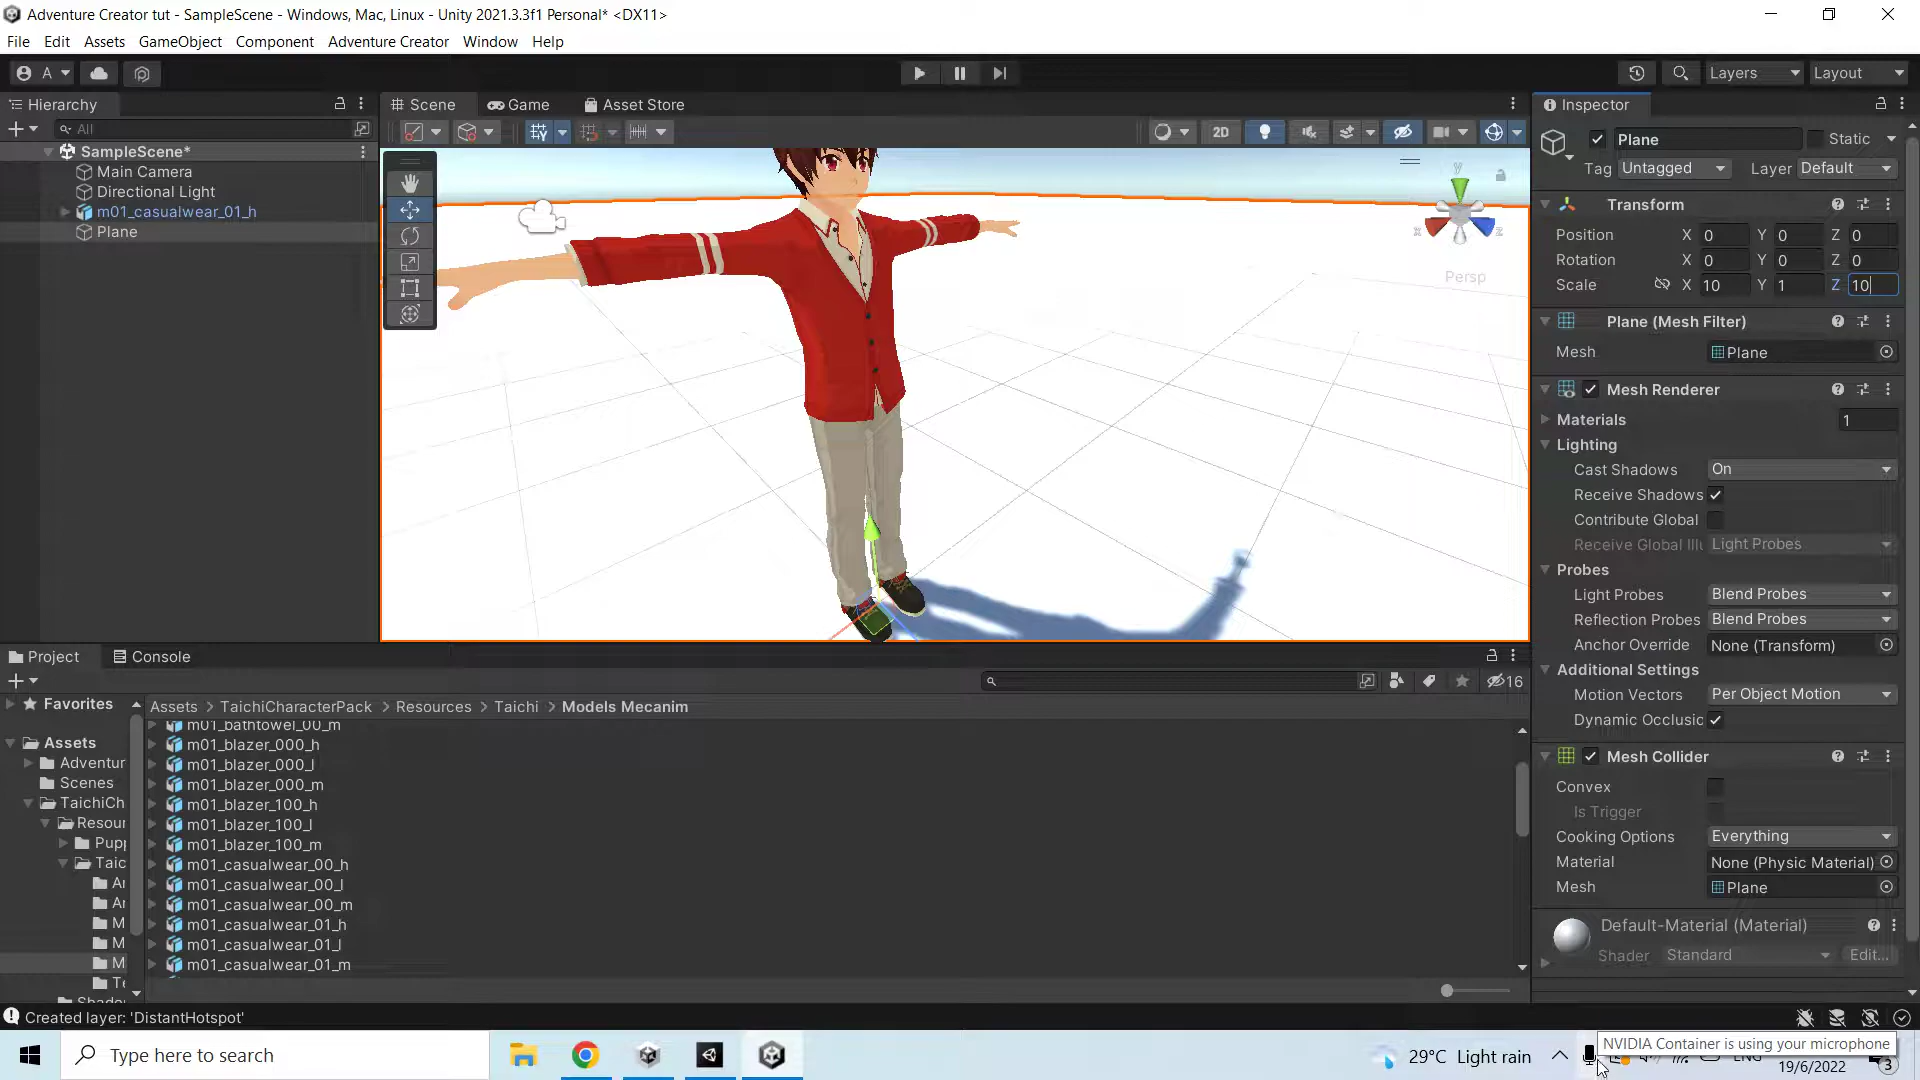 Adventure Creator tut - SampleScene - Windows, Mac, Linux - Unity 2021.3.3f1 Personal* <DX11>
File Edit Assets GameObject Component Adventure Creator Window Help
A Layers Layout
Hierarchy
All
SampleScene*
Main Camera
Directional Light
m01_casualwear_01_h
Plane
Scene Game Asset Store
2D
y
x z
Persp
Inspector
Plane Static
Tag Untagged Layer Default
Transform
Position X 0 Y 0 Z 0
Rotation X 0 Y 0 Z 0
Scale X 10 Y 1 Z 10
Plane (Mesh Filter)
Mesh Plane
Mesh Renderer
Materials 1
Lighting
Cast Shadows On
Receive Shadows
Contribute Global
Receive Global Illu Light Probes
Probes
Light Probes Blend Probes
Reflection Probes Blend Probes
Anchor Override None (Transform)
Additional Settings
Motion Vectors Per Object Motion
Dynamic Occlusic
Mesh Collider
Convex
Is Trigger
Cooking Options Everything
Material None (Physic Material)
Mesh Plane
Default-Material (Material)
Shader Standard Edit...
Project Console
16
Favorites
Assets
Adventur
Scenes
TaichiCh
Resour
Pupp
Taic
M
M
M
Assets > TaichiCharacterPack > Resources > Taichi > Models Mecanim
m01_bathtowel_00_m
m01_blazer_000_h
m01_blazer_000_l
m01_blazer_000_m
m01_blazer_100_h
m01_blazer_100_l
m01_blazer_100_m
m01_casualwear_00_h
m01_casualwear_00_l
m01_casualwear_00_m
m01_casualwear_01_h
m01_casualwear_01_l
m01_casualwear_01_m
Created layer: 'DistantHotspot'
Type here to search
29°C Light rain
NVIDIA Container is using your microphone
ENG
19/6/2022
3